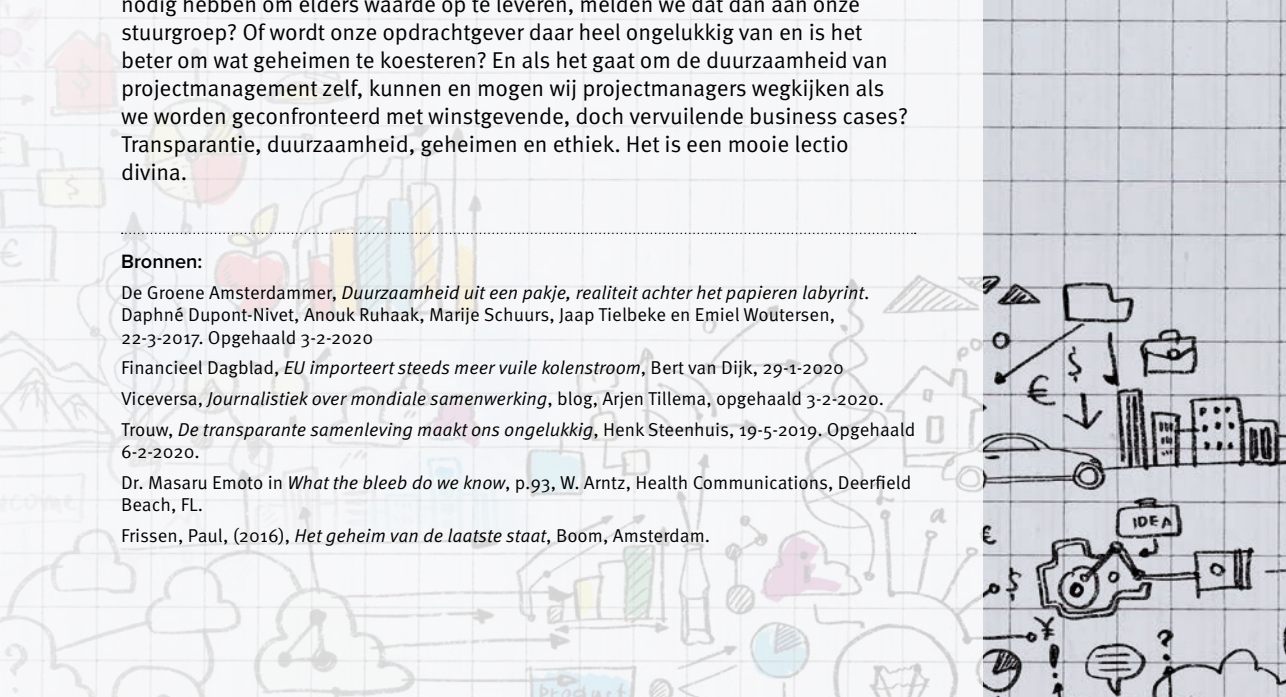 nodig hebben om elders waarde op te leveren, melden we dat dan aan onze
stuurgroep? Of wordt onze opdrachtgever daar heel ongelukkig van en is het
beter om wat geheimen te koesteren? En als het gaat om de duurzaamheid van
projectmanagement zelf, kunnen en mogen wij projectmanagers wegkijken als
we worden geconfronteerd met winstgevende, doch vervuilende business cases?
Transparantie, duurzaamheid, geheimen en ethiek. Het is een mooie lectio
divina.
Bronnen:
De Groene Amsterdammer, Duurzaamheid uit een pakje, realiteit achter het papieren labyrint.
Daphné Dupont-Nivet, Anouk Ruhaak, Marije Schuurs, Jaap Tielbeke en Emiel Woutersen,
22-3-2017. Opgehaald 3-2-2020
Financieel Dagblad, EU importeert steeds meer vuile kolenstroom, Bert van Dijk, 29-1-2020
Viceversa, Journalistiek over mondiale samenwerking, blog, Arjen Tillema, opgehaald 3-2-2020.
Trouw, De transparante samenleving maakt ons ongelukkig, Henk Steenhuis, 19-5-2019. Opgehaald
6-2-2020.
Dr. Masaru Emoto in What the bleeb do we know, p.93, W. Arntz, Health Communications, Deerfield
Beach, FL.
Frissen, Paul, (2016), Het geheim van de laatste staat, Boom, Amsterdam.
$
€
IDEA
€
$
¥
!
?
$
€
a
?
product